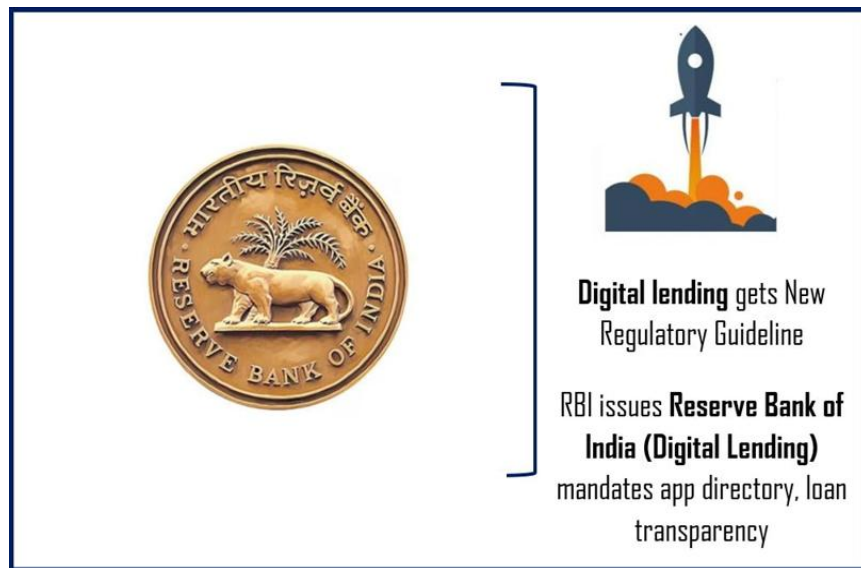 भारतीय रिज़र्व बैंक
RESERVE BANK OF INDIA
Digital lending gets New
Regulatory Guideline
RBI issues Reserve Bank of
India (Digital Lending)
mandates app directory, loan
transparency